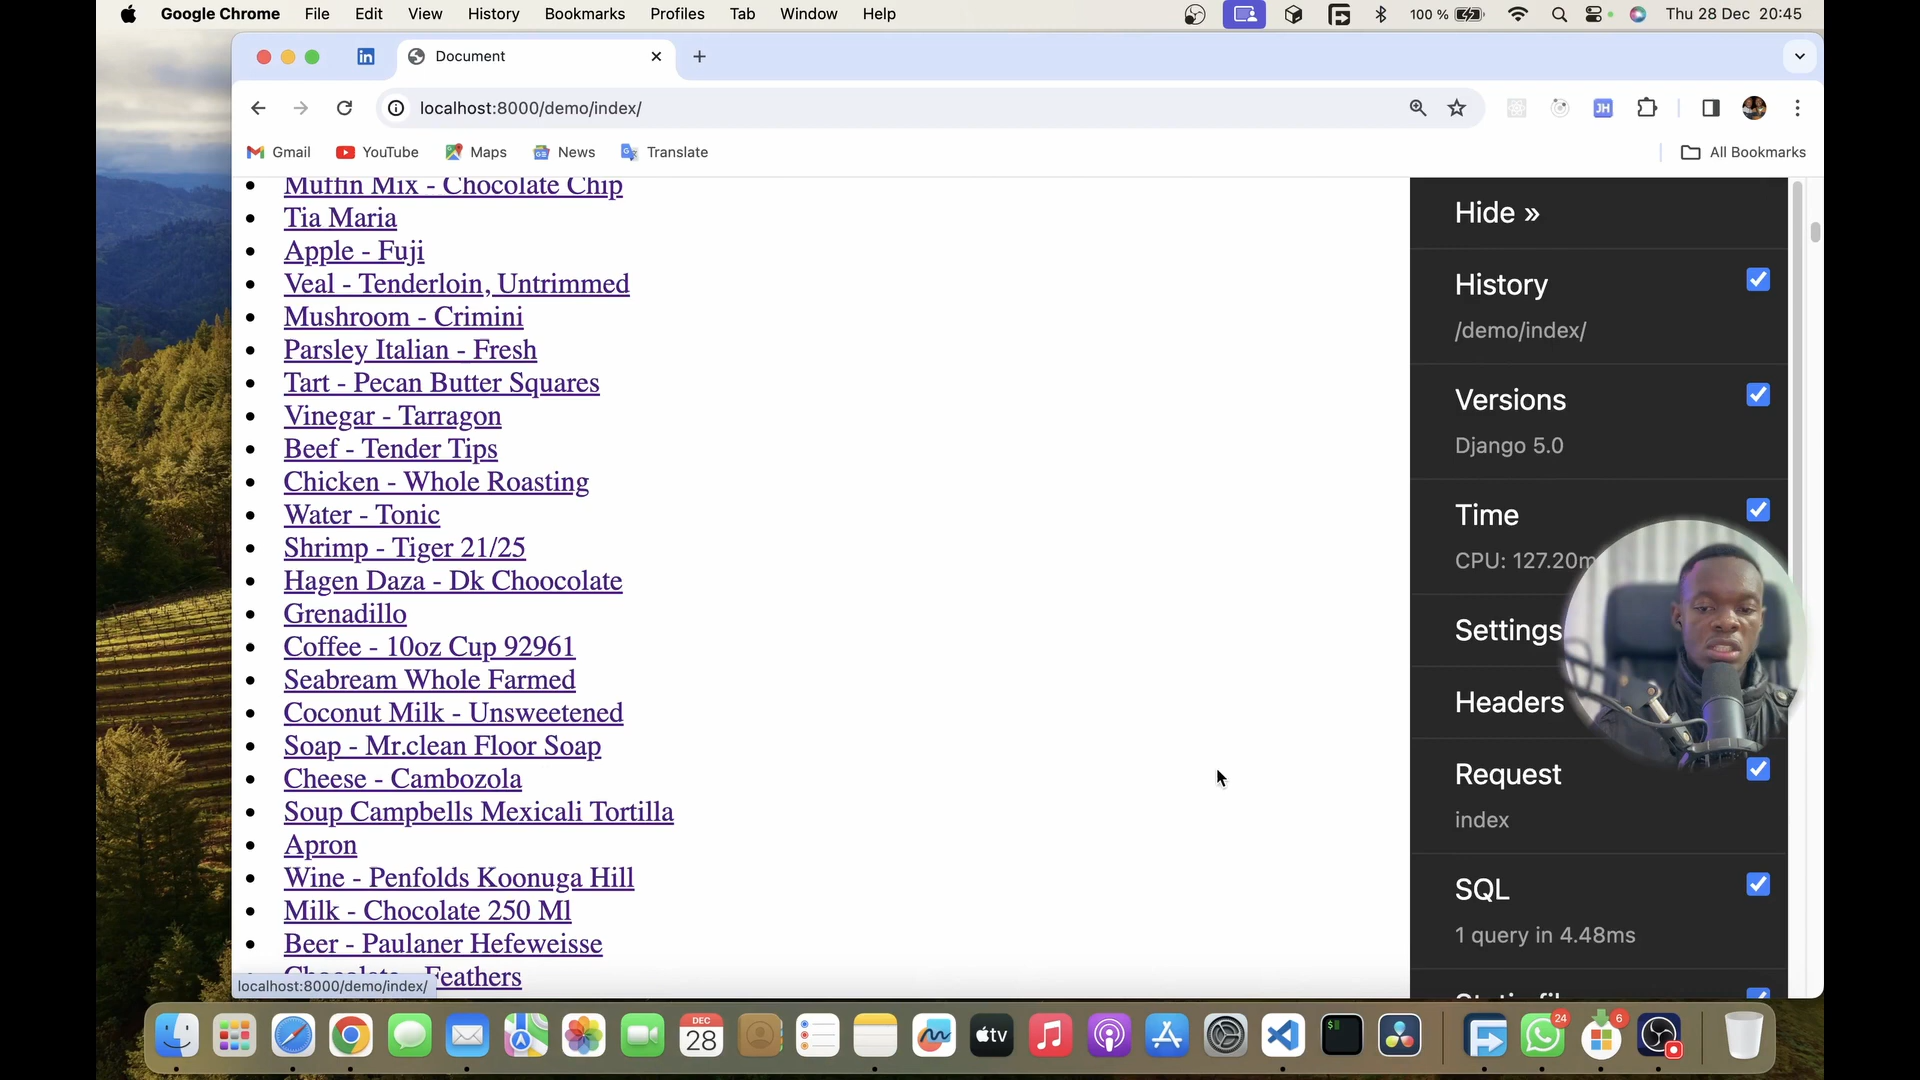 Google Chrome File Edit View History Bookmarks Profiles Tab Window Help 100 % Thu 28 Dec 20:45
in Document
localhost:8000/demo/index/ JH
Gmail YouTube Maps News Translate All Bookmarks
Muffin Mix - Chocolate Chip
Tia Maria
Apple - Fuji
Veal - Tenderloin, Untrimmed
Mushroom - Crimini
Parsley Italian - Fresh
Tart - Pecan Butter Squares
Vinegar - Tarragon
Beef - Tender Tips
Chicken - Whole Roasting
Water - Tonic
Shrimp - Tiger 21/25
Hagen Daza - Dk Choocolate
Grenadillo
Coffee - 10oz Cup 92961
Seabream Whole Farmed
Coconut Milk - Unsweetened
Soap - Mr.clean Floor Soap
Cheese - Cambozola
Soup Campbells Mexicali Tortilla
Apron
Wine - Penfolds Koonuga Hill
Milk - Chocolate 250 Ml
Beer - Paulaner Hefeweisse
Chocolate - Feathers
localhost:8000/demo/index/
Hide »
History
/demo/index/
Versions
Django 5.0
Time
CPU: 127.20m
Settings
Headers
Request
index
SQL
1 query in 4.48ms
DEC
28
tv
24
6